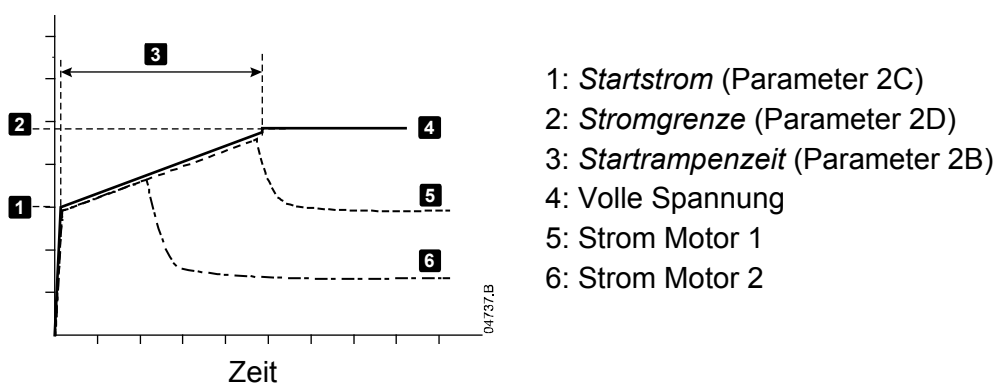 3
2
4
1
5
6
04737.B
Zeit
1: Startstrom (Parameter 2C)
2: Stromgrenze (Parameter 2D)
3: Startrampenzeit (Parameter 2B)
4: Volle Spannung
5: Strom Motor 1
6: Strom Motor 2